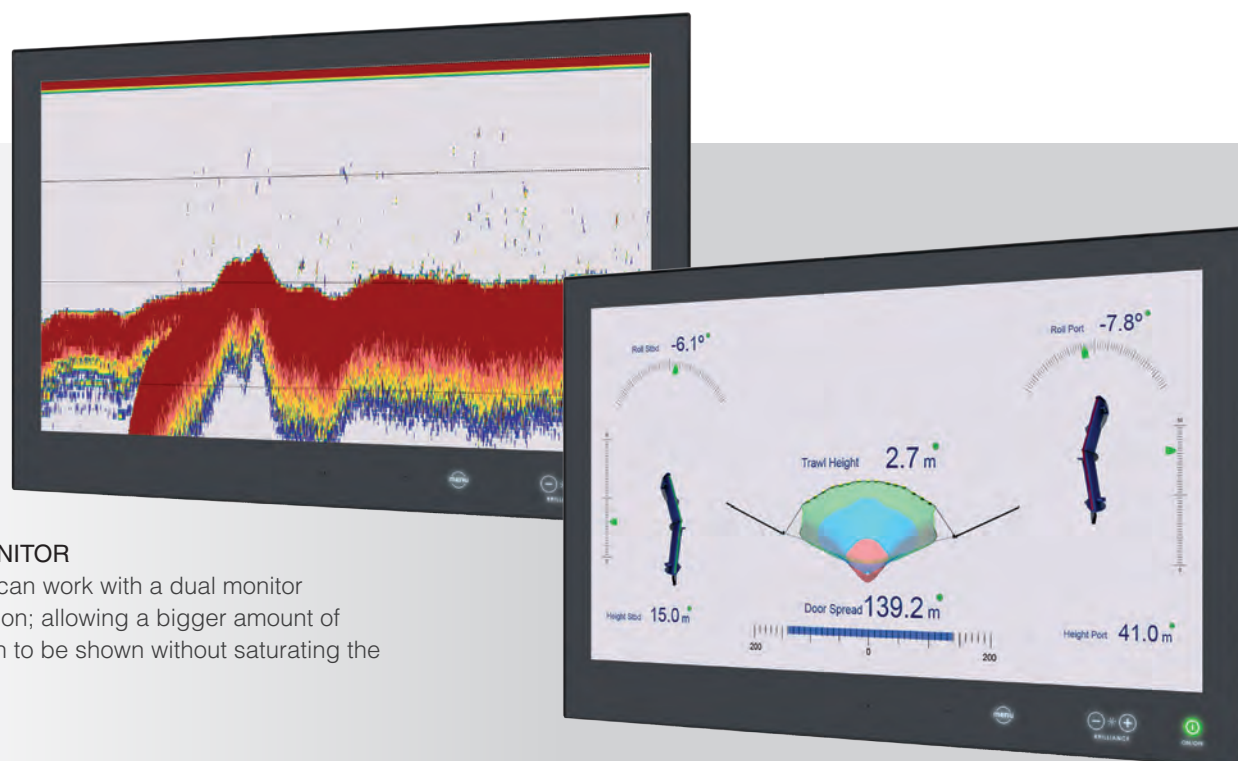 menu
BRILLIANCE
NITOR
can work with a dual monitor
on; allowing a bigger amount of
n to be shown without saturating the
Roll Stbd -6.1°
Roll Port -7.8°
Trawl Height 2.7 m
Door Spread 139.2 m
Height Stbd 15.0 m
Height Port 41.0 m
200 0 200
menu
BRILLIANCE
ON/OFF